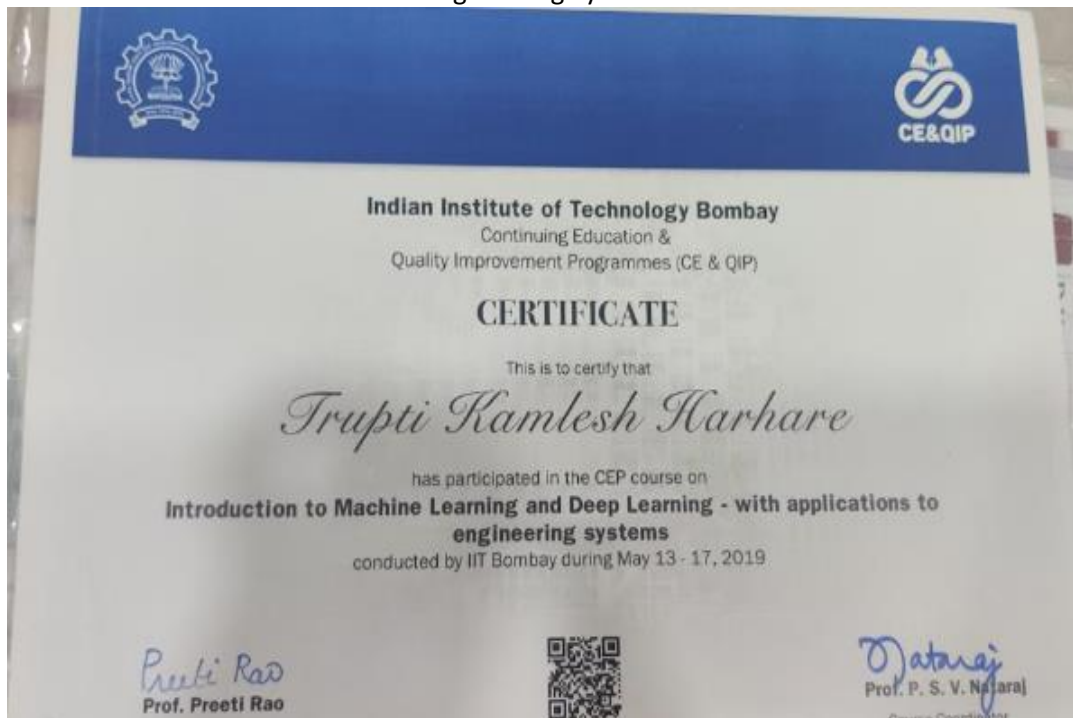 CE&QIP
Indian Institute of Technology Bombay
Continuing Education &
Quality Improvement Programmes (CE & QIP)
CERTIFICATE
This is to certify that
Trupti Kamlesh Harhare
has participated in the CEP course on
Introduction to Machine Learning and Deep Learning - with applications to
engineering systems
conducted by IIT Bombay during May 13 - 17, 2019
Preeti Rao
Nataraj
Prof. Preeti Rao
Prof. P. S. V. Nataraj